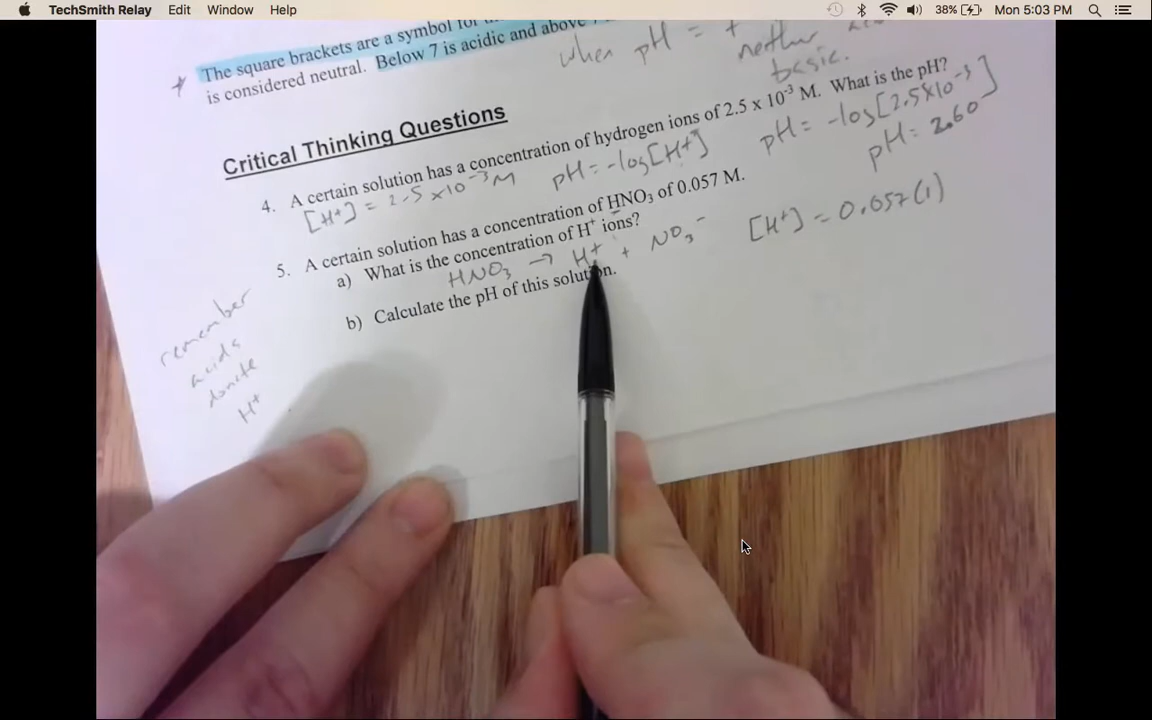 TechSmith Relay Edit Window Help 38% Mon 5:03 PM
The square brackets are a symbol for
is considered neutral. Below 7 is acidic and above
when pH =
neither
basic.
Critical Thinking Questions
4. A certain solution has a concentration of hydrogen ions of 2.5 x 10⁻³ M. What is the pH?
[H⁺] = 2.5 x 10⁻³ M pH = -log[H⁺] pH = -log[2.5 x 10⁻³]
pH = 2.60
5. A certain solution has a concentration of HNO₃ of 0.057 M.
a) What is the concentration of H⁺ ions?
HNO₃ → H⁺ + NO₃⁻ [H⁺] = 0.057(1)
b) Calculate the pH of this solution.
remember
acids
donate
H⁺